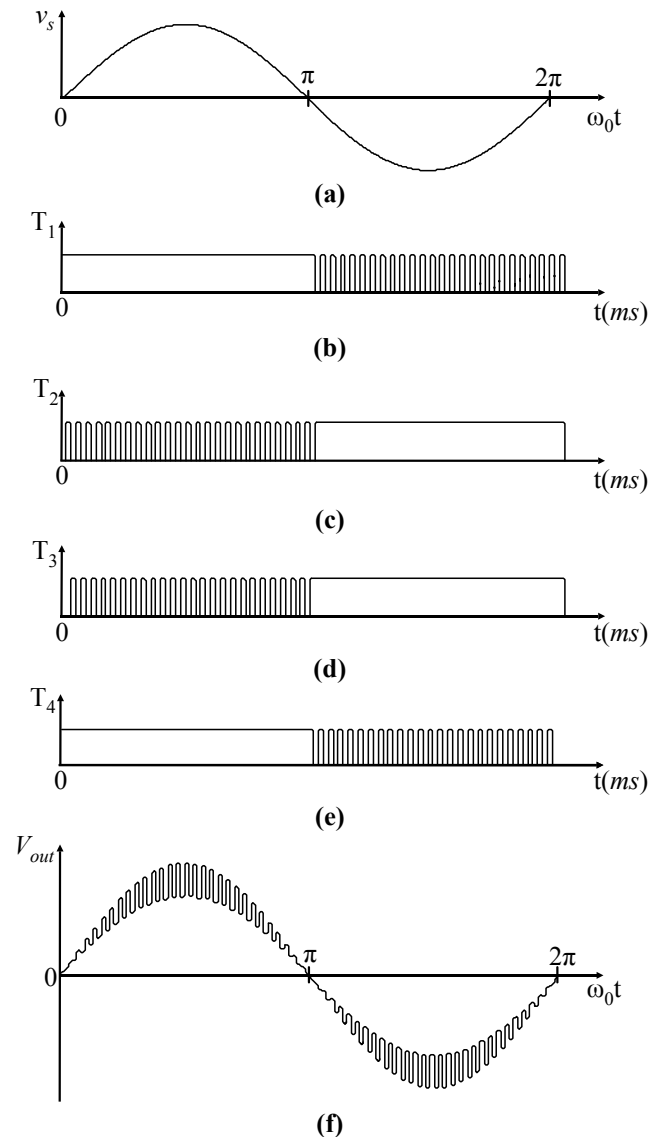 v_s
π
2π
0
ω₀t
(a)
T₁
0
t(ms)
(b)
T₂
0
t(ms)
(c)
T₃
0
t(ms)
(d)
T₄
0
t(ms)
(e)
V_out
π
2π
0
ω₀t
(f)